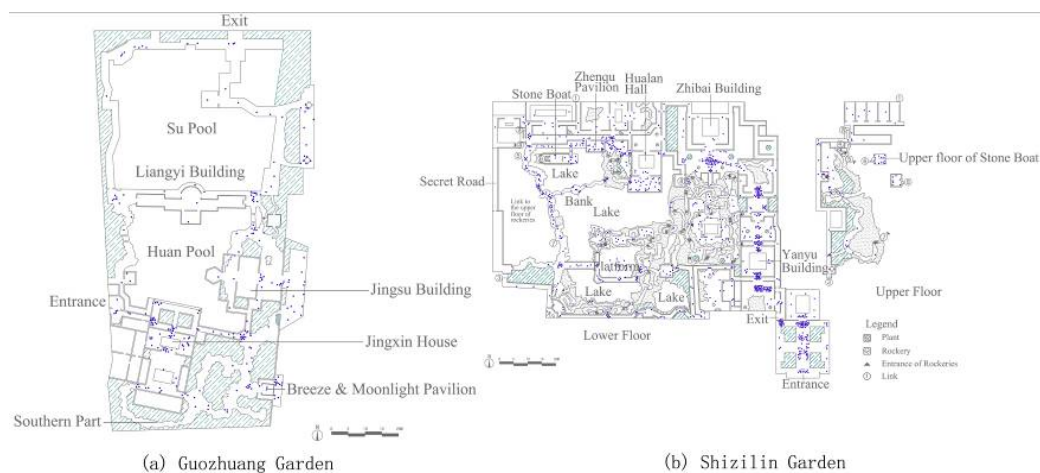 Exit
Su Pool
Liangyi Building
Huan Pool
Entrance
Jingsu Building
Jingxin House
Breeze & Moonlight Pavilion
Southern Part
(a) Guozhuang Garden
Zhenqu
Pavilion
Hualan
Hall
Stone Boat
Zhibai Building
Upper floor of Stone Boat
Lake
Secret Road
Link to
the upper
floor of
rockeries
Bank
Lake
Platform
Yanyu
Building
Lake
Lake
Upper Floor
Exit
Lower Floor
Legend
Plant
Rockery
Entrance of Rockeries
Link
Entrance
(b) Shizilin Garden